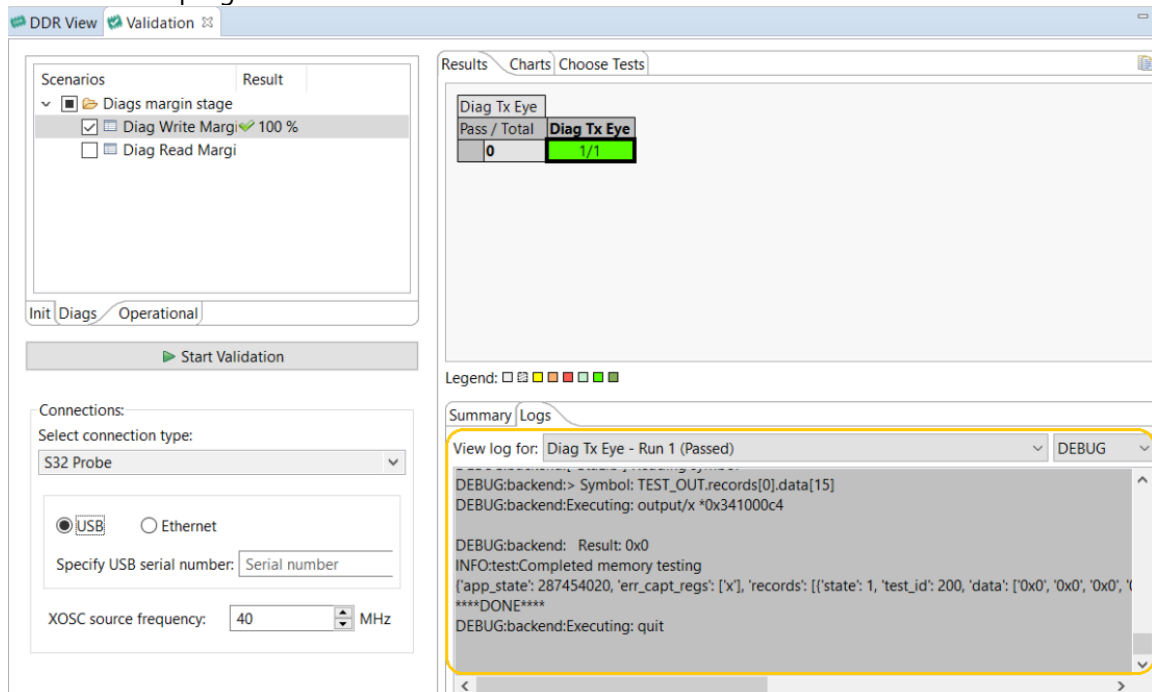 DDR View Validation
Scenarios Result
Diags margin stage
Diag Write Margi 100 %
Diag Read Margi
Init Diags Operational
Start Validation
Connections:
Select connection type:
S32 Probe
USB Ethernet
Specify USB serial number: Serial number
XOSC source frequency: 40 MHz
Results Charts Choose Tests
Diag Tx Eye
Pass / Total Diag Tx Eye
0 1/1
Legend:
Summary Logs
View log for: Diag Tx Eye - Run 1 (Passed) DEBUG
DEBUG:backend:> Symbol: TEST_OUT.records[0].data[15]
DEBUG:backend:Executing: output/x *0x341000c4
DEBUG:backend: Result: 0x0
INFO:test:Completed memory testing
{'app_state': 287454020, 'err_capt_regs': ['x'], 'records': [{'state': 1, 'test_id': 200, 'data': ['0x0', '0x0', '0x0', '
****DONE****
DEBUG:backend:Executing: quit